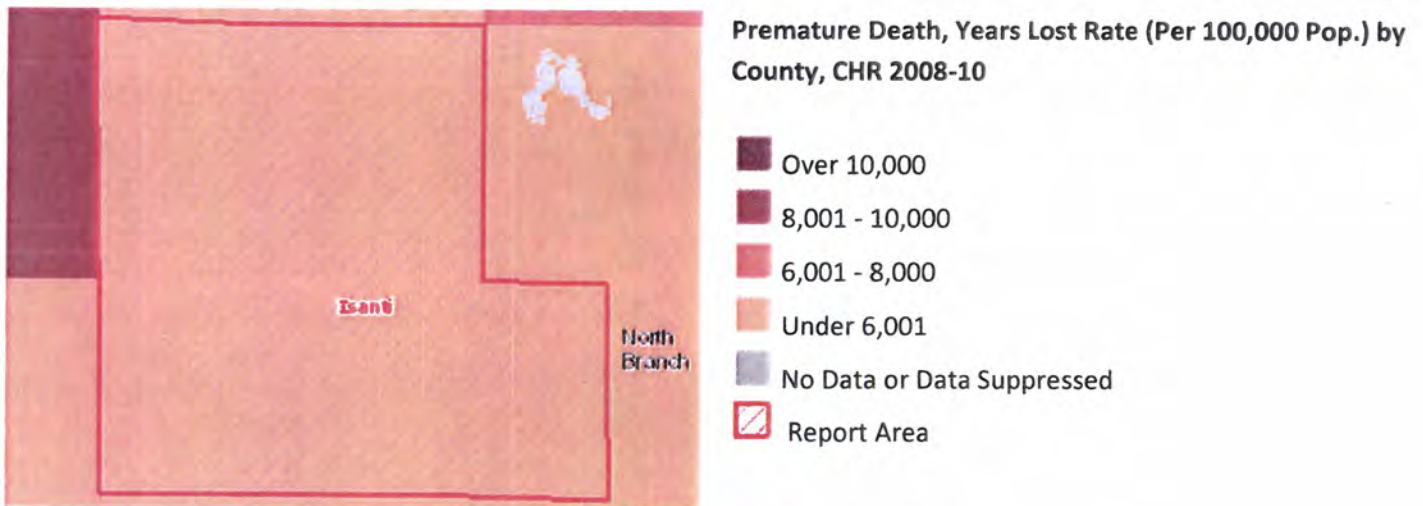 Premature Death, Years Lost Rate (Per 100,000 Pop.) by
County, CHR 2008-10
Over 10,000
8,001 - 10,000
6,001 - 8,000
Under 6,001
No Data or Data Suppressed
Report Area
Isanti
North
Branch